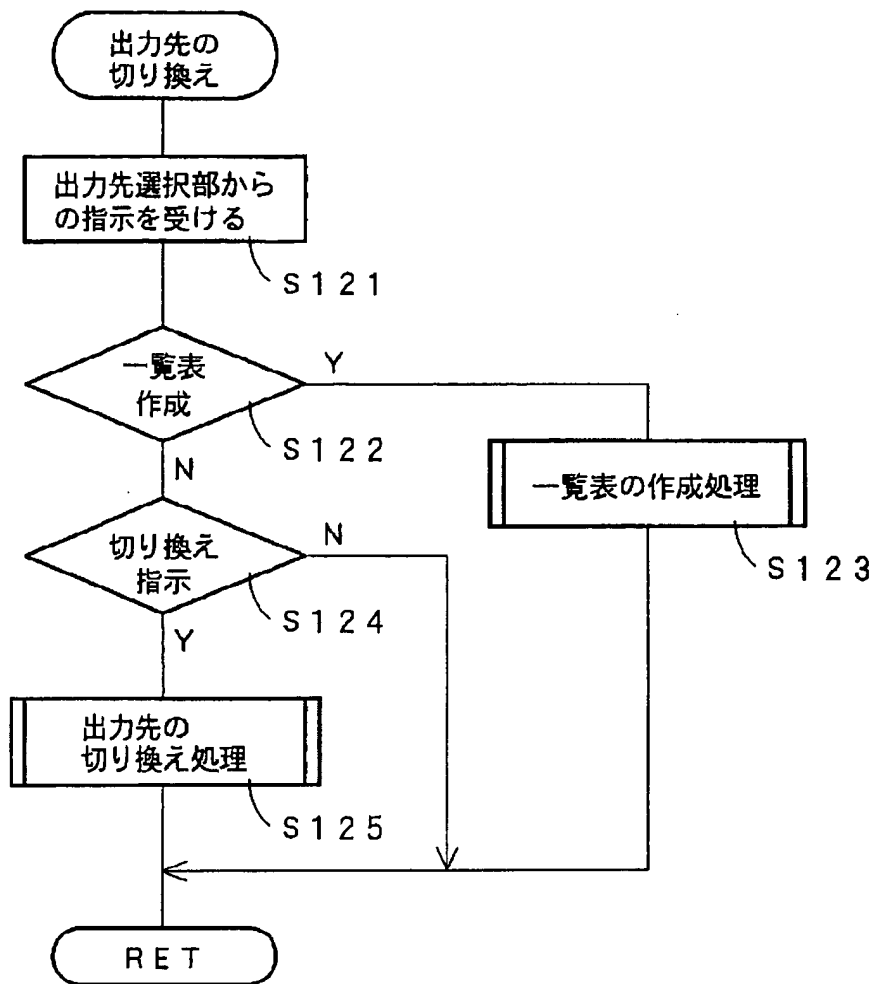 出力先の
切り換え
出力先選択部から
の指示を受ける
S121
一覧表
作成
Y
S122
N
一覧表の作成処理
S123
切り換え
指示
N
S124
Y
出力先の
切り換え処理
S125
RET